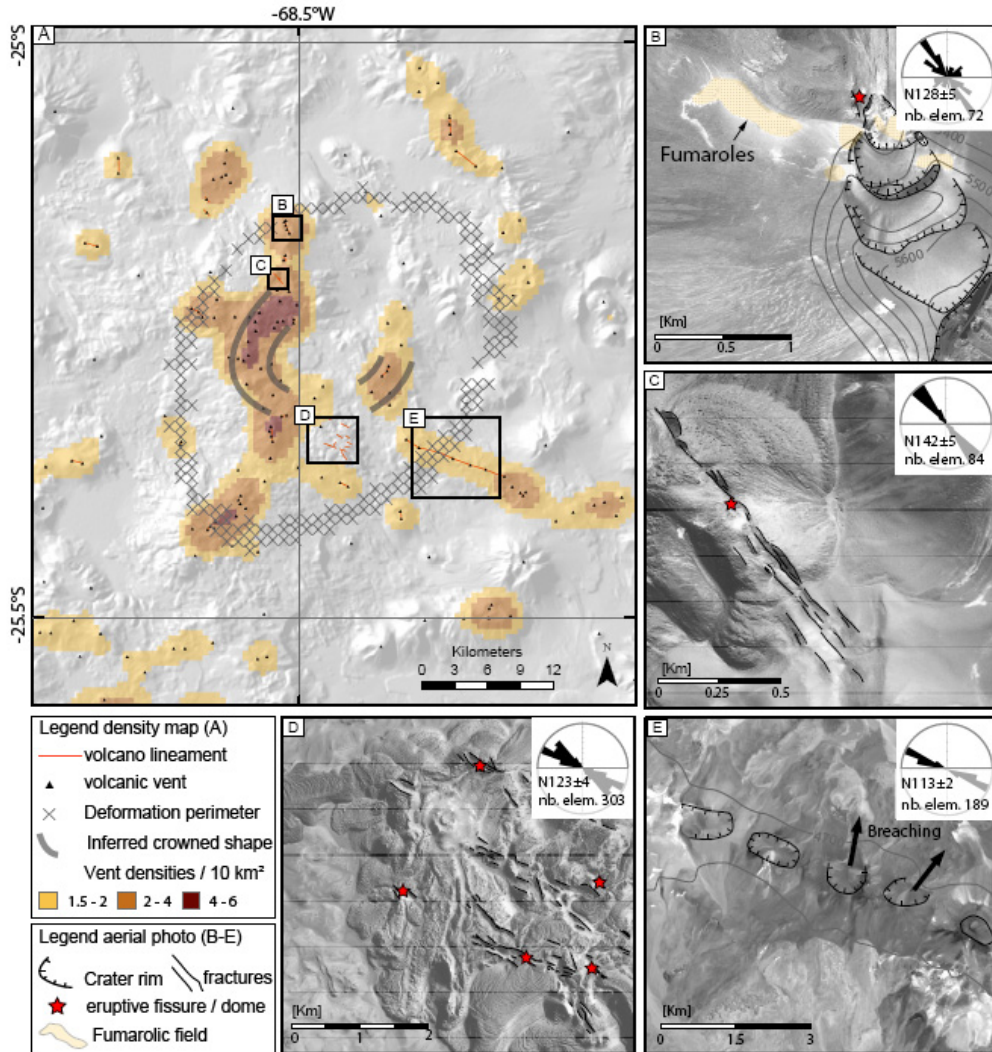 -68.5°W
-25°S
-25.5°S
A
B
C
D
E
Kilometers
0 3 6 9 12
N
B
N128±5
nb. elem. 72
Fumaroles
5400
5500
5600
[Km]
0 0.5 1
C
N142±5
nb. elem. 84
[Km]
0 0.25 0.5
Legend density map (A)
volcano lineament
volcanic vent
Deformation perimeter
Inferred crowned shape
Vent densities / 10 km²
1.5 - 2 2 - 4 4 - 6
Legend aerial photo (B-E)
Crater rim fractures
eruptive fissure / dome
Fumarolic field
D
N123±4
nb. elem. 303
[Km]
0 1 2
E
N113±2
nb. elem. 189
Breaching
[Km]
0 1.5 3